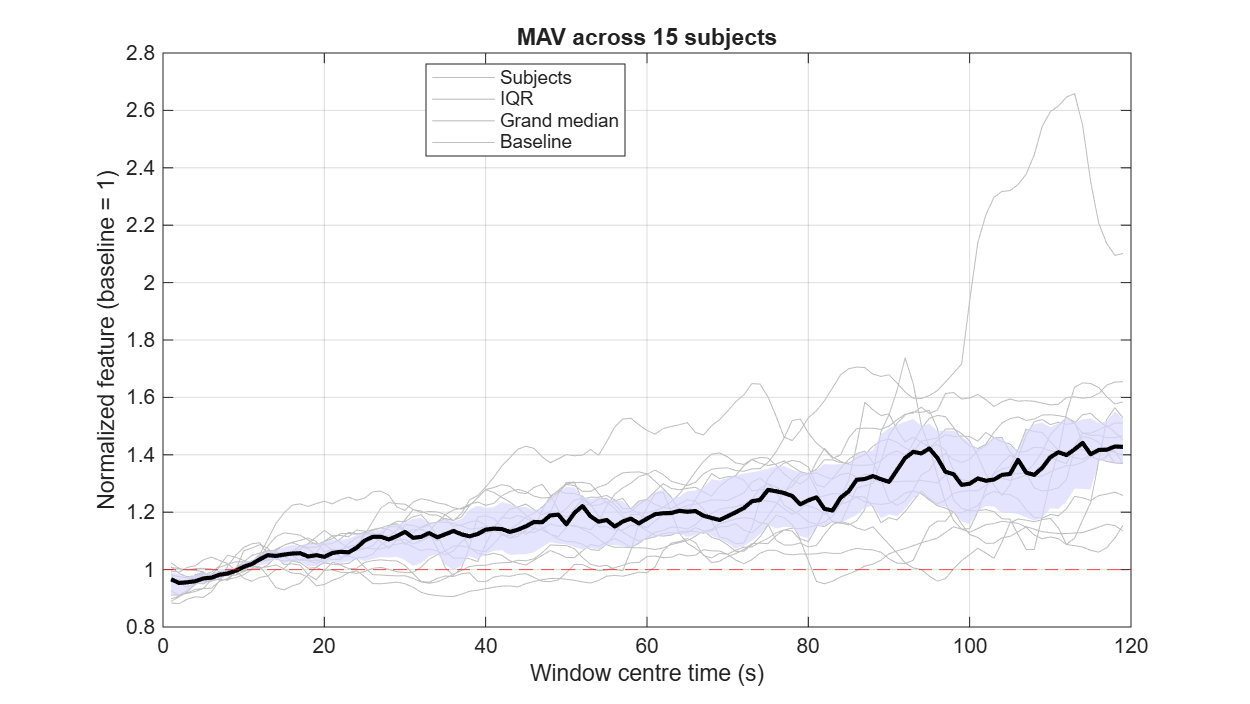 MAV across 15 subjects
2.8
2.6
2.4
2.2
2
1.8
1.6
1.4
1.2
1
0.8
Normalized feature (baseline = 1)
Subjects
IQR
Grand median
Baseline
0 20 40 60 80 100 120
Window centre time (s)